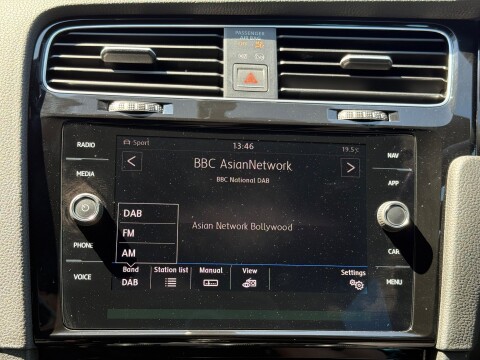 PASSENGER
AIR BAG
RADIO
MEDIA
PHONE
VOICE
Sport
13:46
19.5
BBC AsianNetwork
BBC National DAB
DAB
FM
AM
Asian Network Bollywood
Band
DAB
Station list
Manual
View
Settings
NAV
APP
CAR
MENU